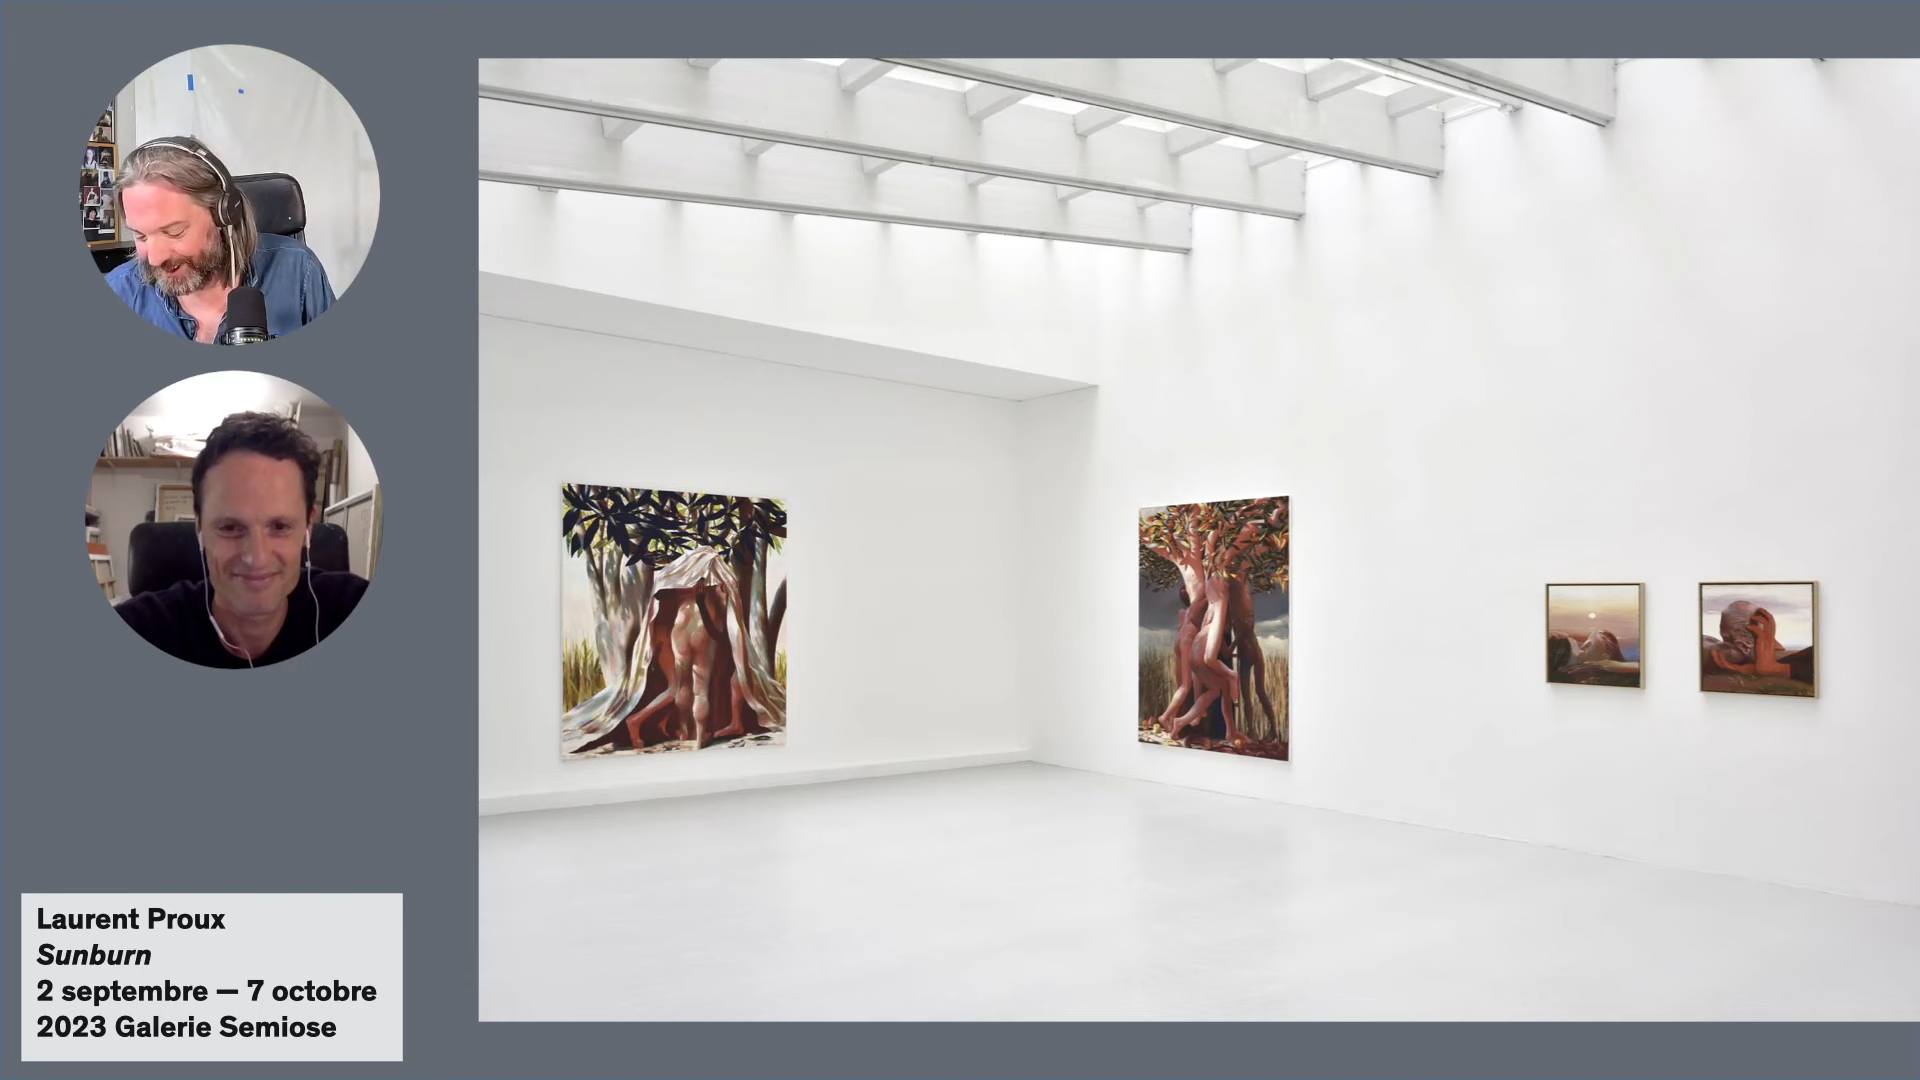 Laurent Proux
Sunburn
2 septembre — 7 octobre
2023 Galerie Semiose